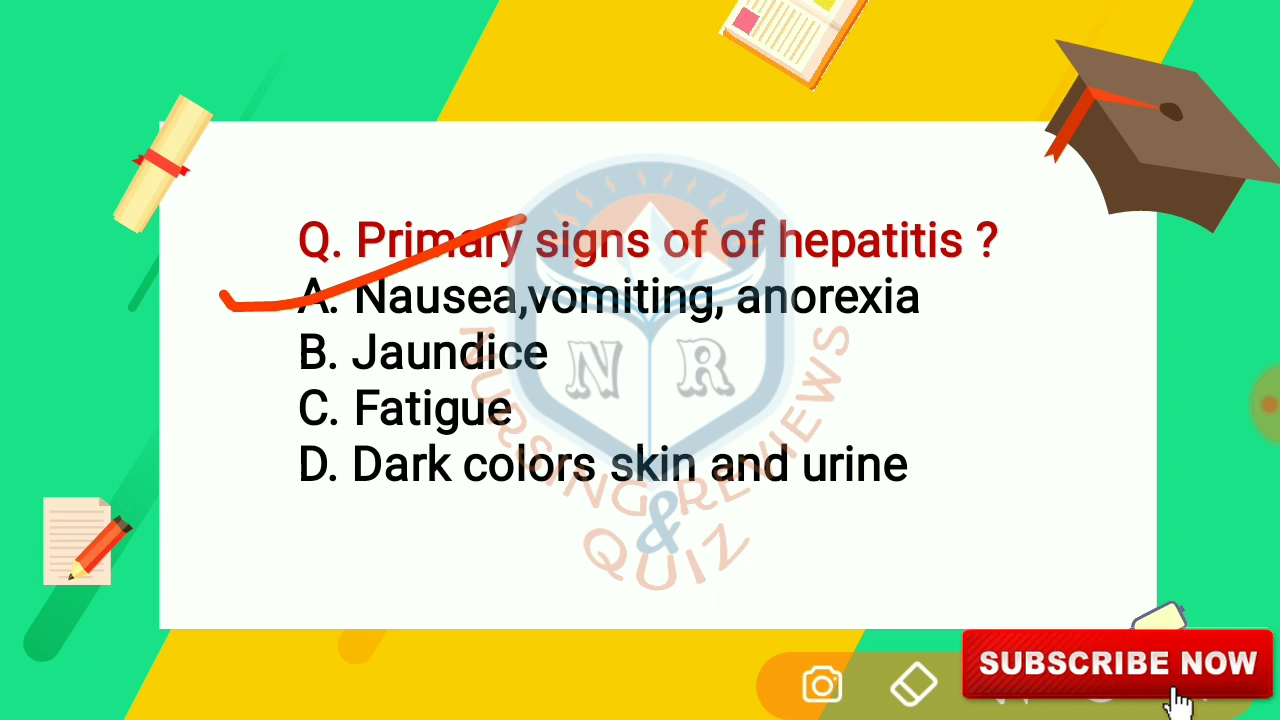 Q. Primary signs of of hepatitis ?
A. Nausea,vomiting, anorexia
B. Jaundice
C. Fatigue
D. Dark colors skin and urine
N R
NURSING REVIEWS
&
QUIZ
SUBSCRIBE NOW